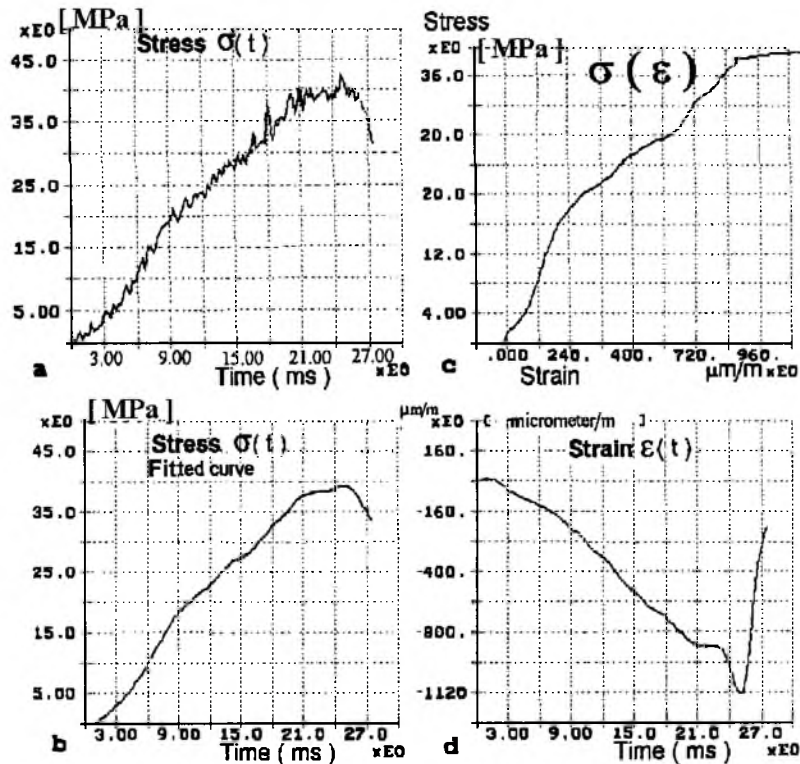 [ MPa]
xE0
Stress σ(t)
45.0
35.0
25.0
15.0
5.00
3.00 9.00 15.00 21.00 27.00
a
Time ( ms )
xE0
Stress
xE0
[ MPa]
σ ( ε )
36.0
20.0
20.0
12.0
4.00
.000 240. 400. 720. 960.
c
Strain
μm/m xE0
[ MPa]
xE0
Stress σ(t)
Fitted curve
45.0
35.0
25.0
15.0
5.00
3.00 9.00 15.0 21.0 27.0
b
Time ( ms )
xE0
μm/m
xE0
[ micrometer/m ]
Strain ε(t)
160.
-160.
-400.
-800.
-1120
3.00 9.00 15.0 21.0 27.0
d
Time ( ms )
xE0